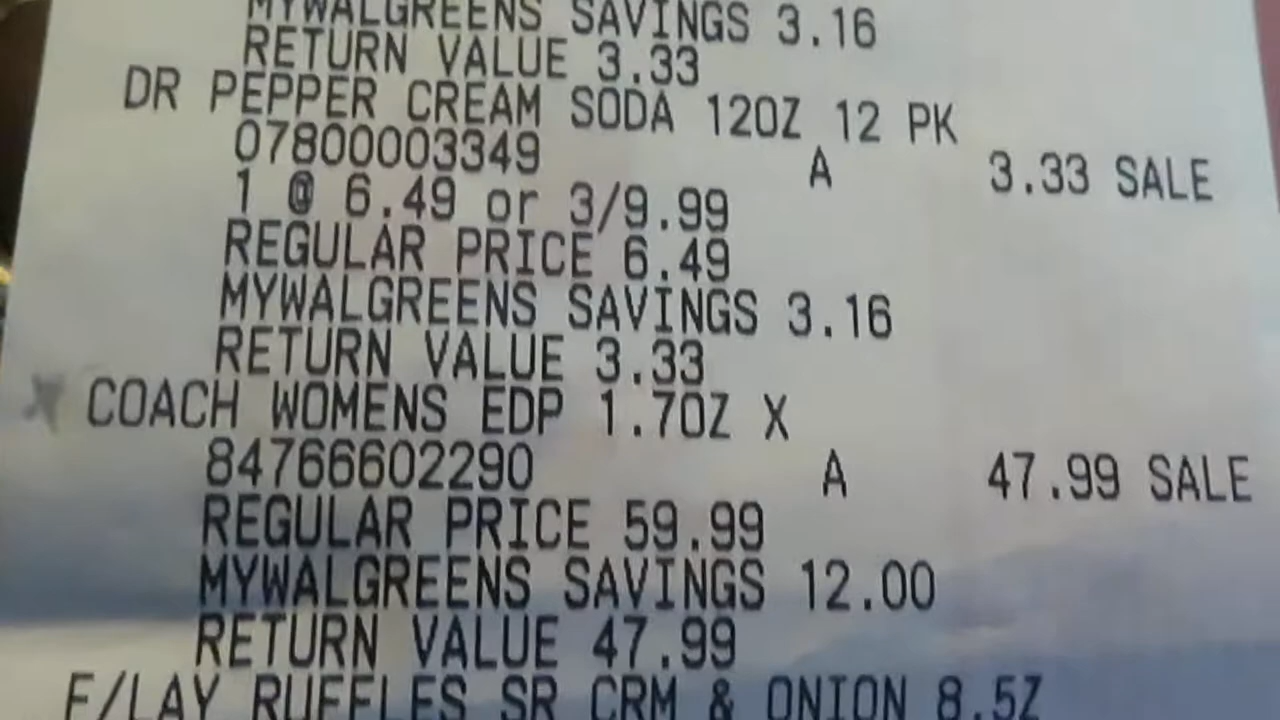 MYWALGREENS SAVINGS 3.16
RETURN VALUE 3.33
DR PEPPER CREAM SODA 12OZ 12 PK
07800003349 A 3.33 SALE
1 @ 6.49 or 3/9.99
REGULAR PRICE 6.49
MYWALGREENS SAVINGS 3.16
RETURN VALUE 3.33
COACH WOMENS EDP 1.7OZ X
84766602290 A 47.99 SALE
REGULAR PRICE 59.99
MYWALGREENS SAVINGS 12.00
RETURN VALUE 47.99
F/LAY RUFFLES SR CRM & ONION 8.5Z